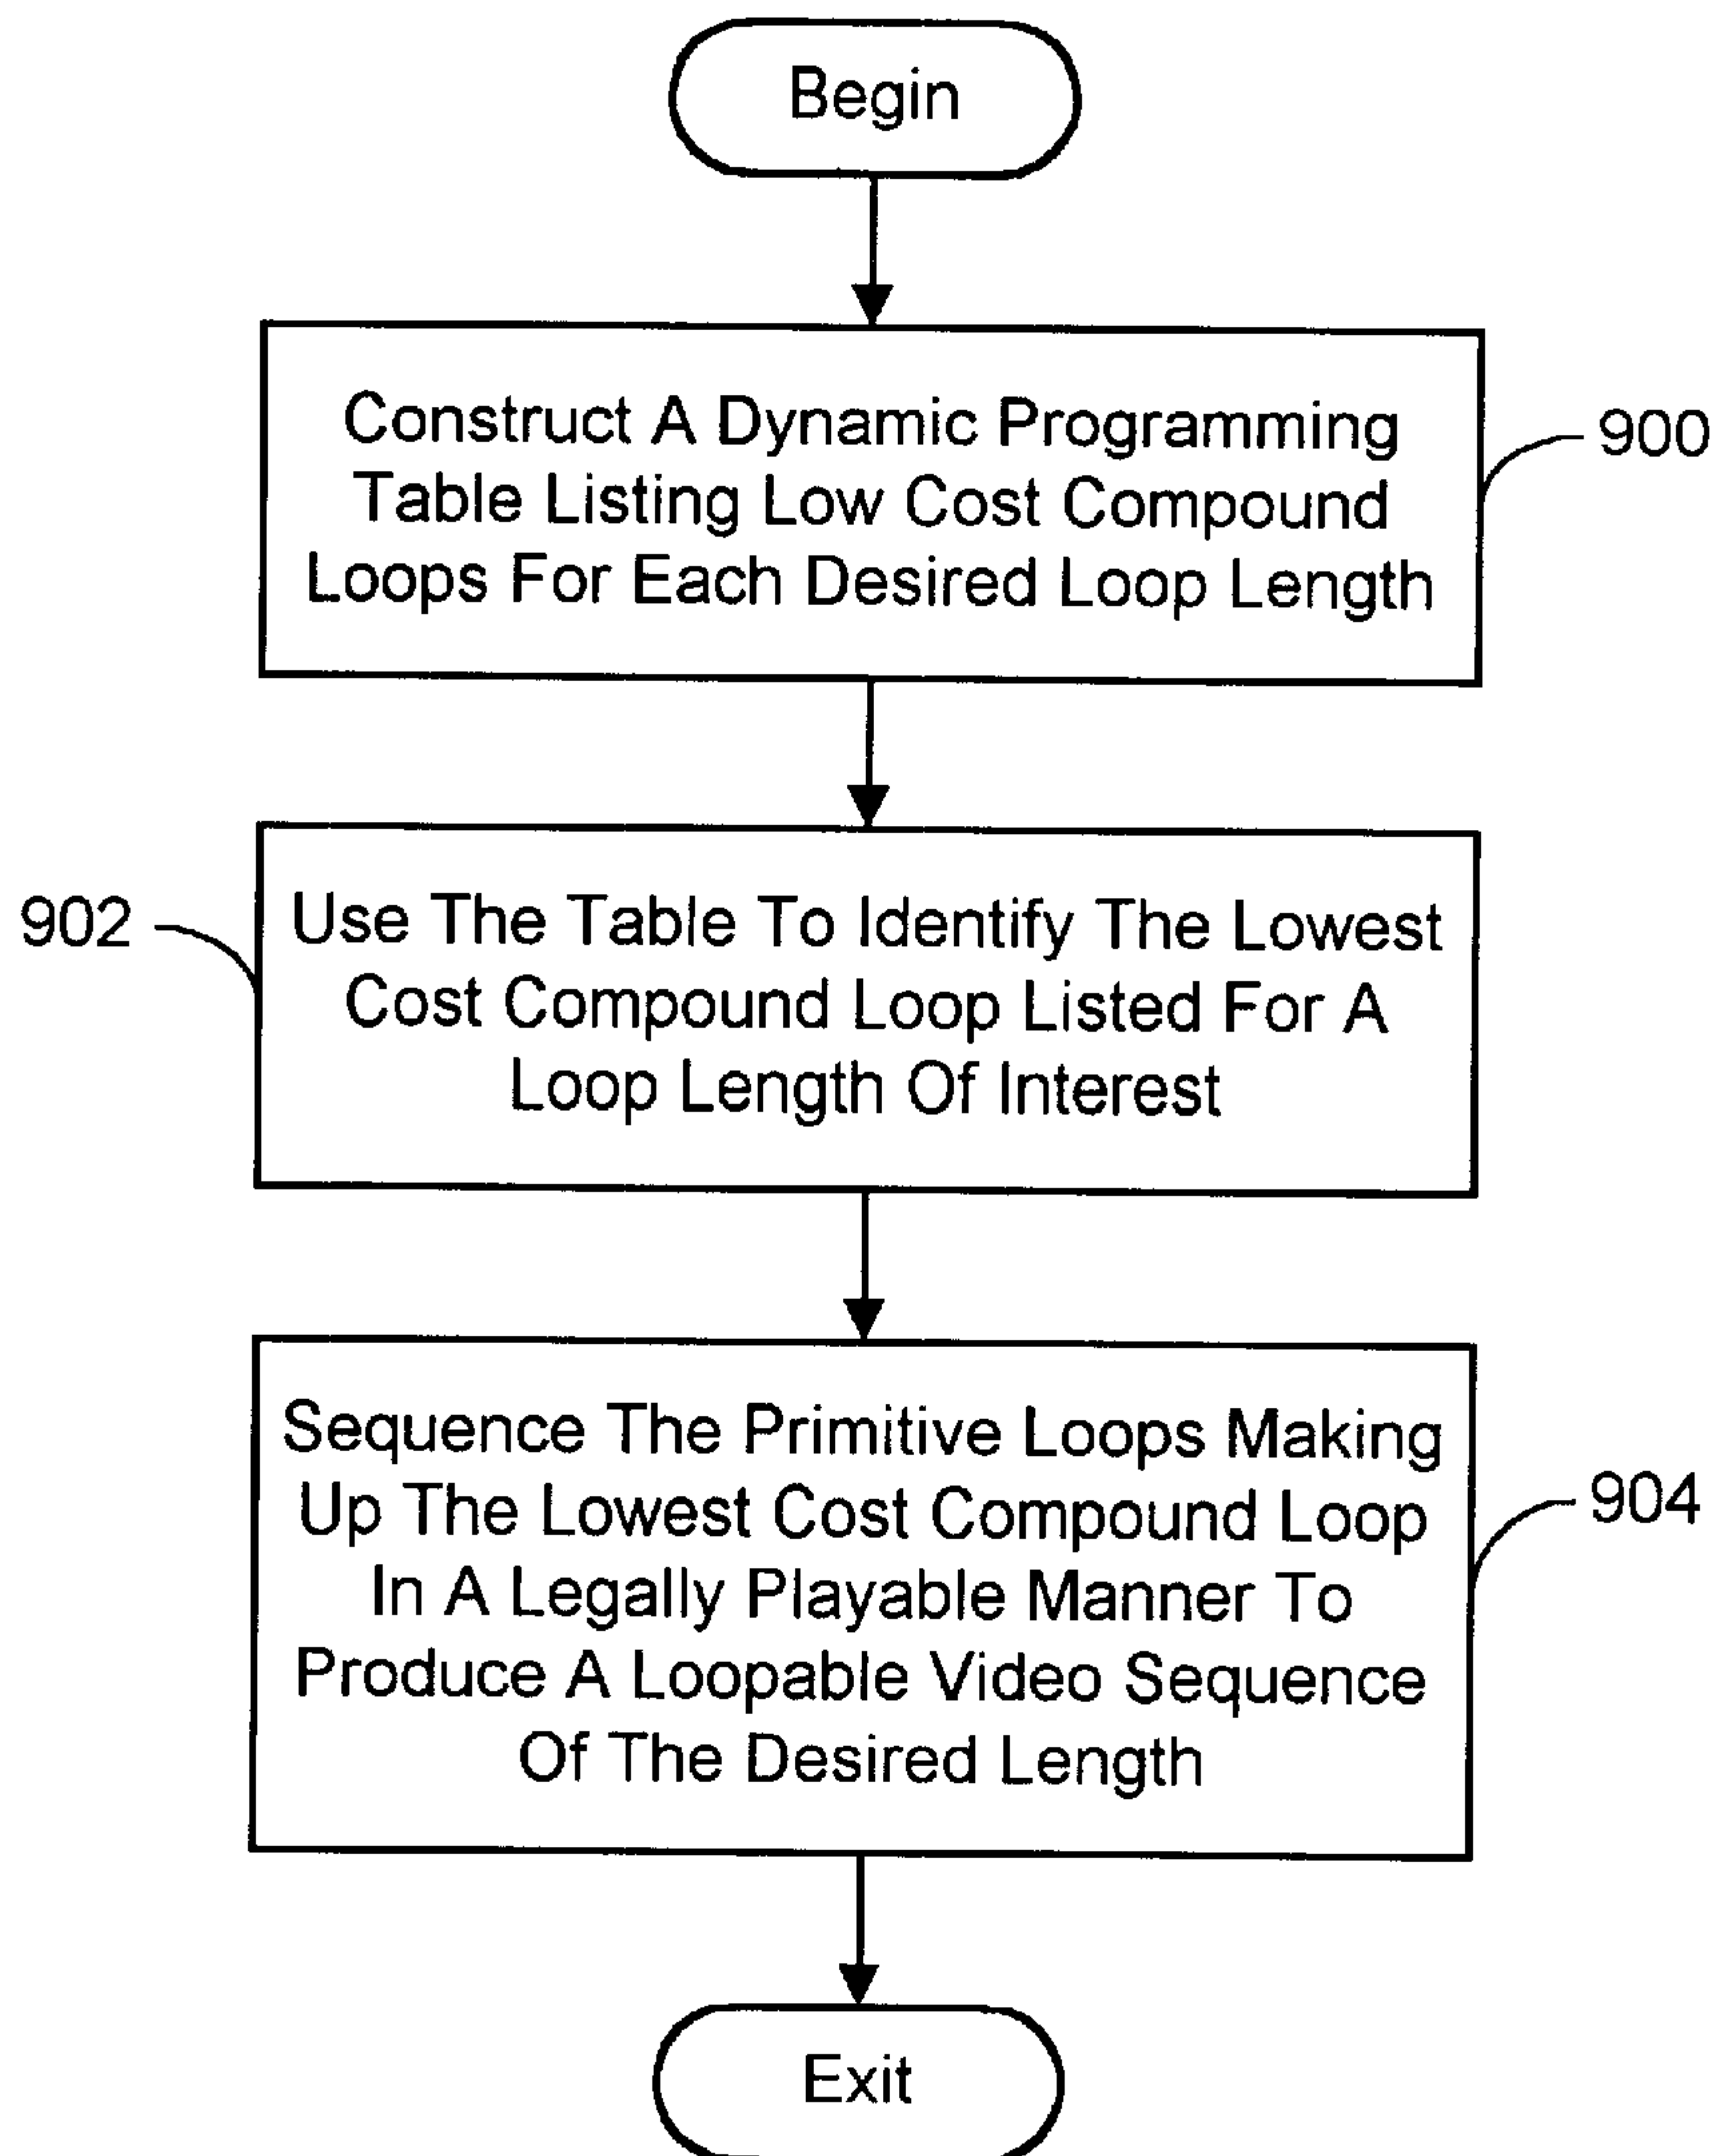 Begin
Construct A Dynamic Programming
Table Listing Low Cost Compound
Loops For Each Desired Loop Length
900
Use The Table To Identify The Lowest
Cost Compound Loop Listed For A
Loop Length Of Interest
902
Sequence The Primitive Loops Making
Up The Lowest Cost Compound Loop
In A Legally Playable Manner To
Produce A Loopable Video Sequence
Of The Desired Length
904
Exit